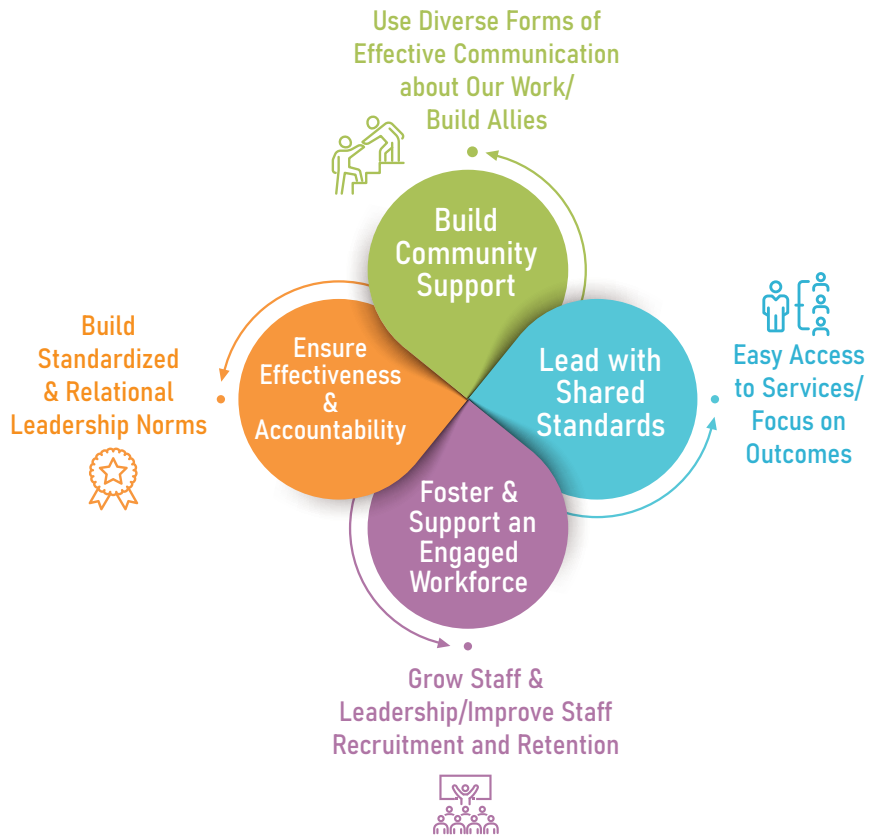 Use Diverse Forms of
Effective Communication
about Our Work/
Build Allies
Build
Community
Support
Build
Standardized
& Relational
Leadership Norms
Ensure
Effectiveness
&
Accountability
Lead with
Shared
Standards
Easy Access
to Services/
Focus on
Outcomes
Foster &
Support an
Engaged
Workforce
Grow Staff &
Leadership/Improve Staff
Recruitment and Retention